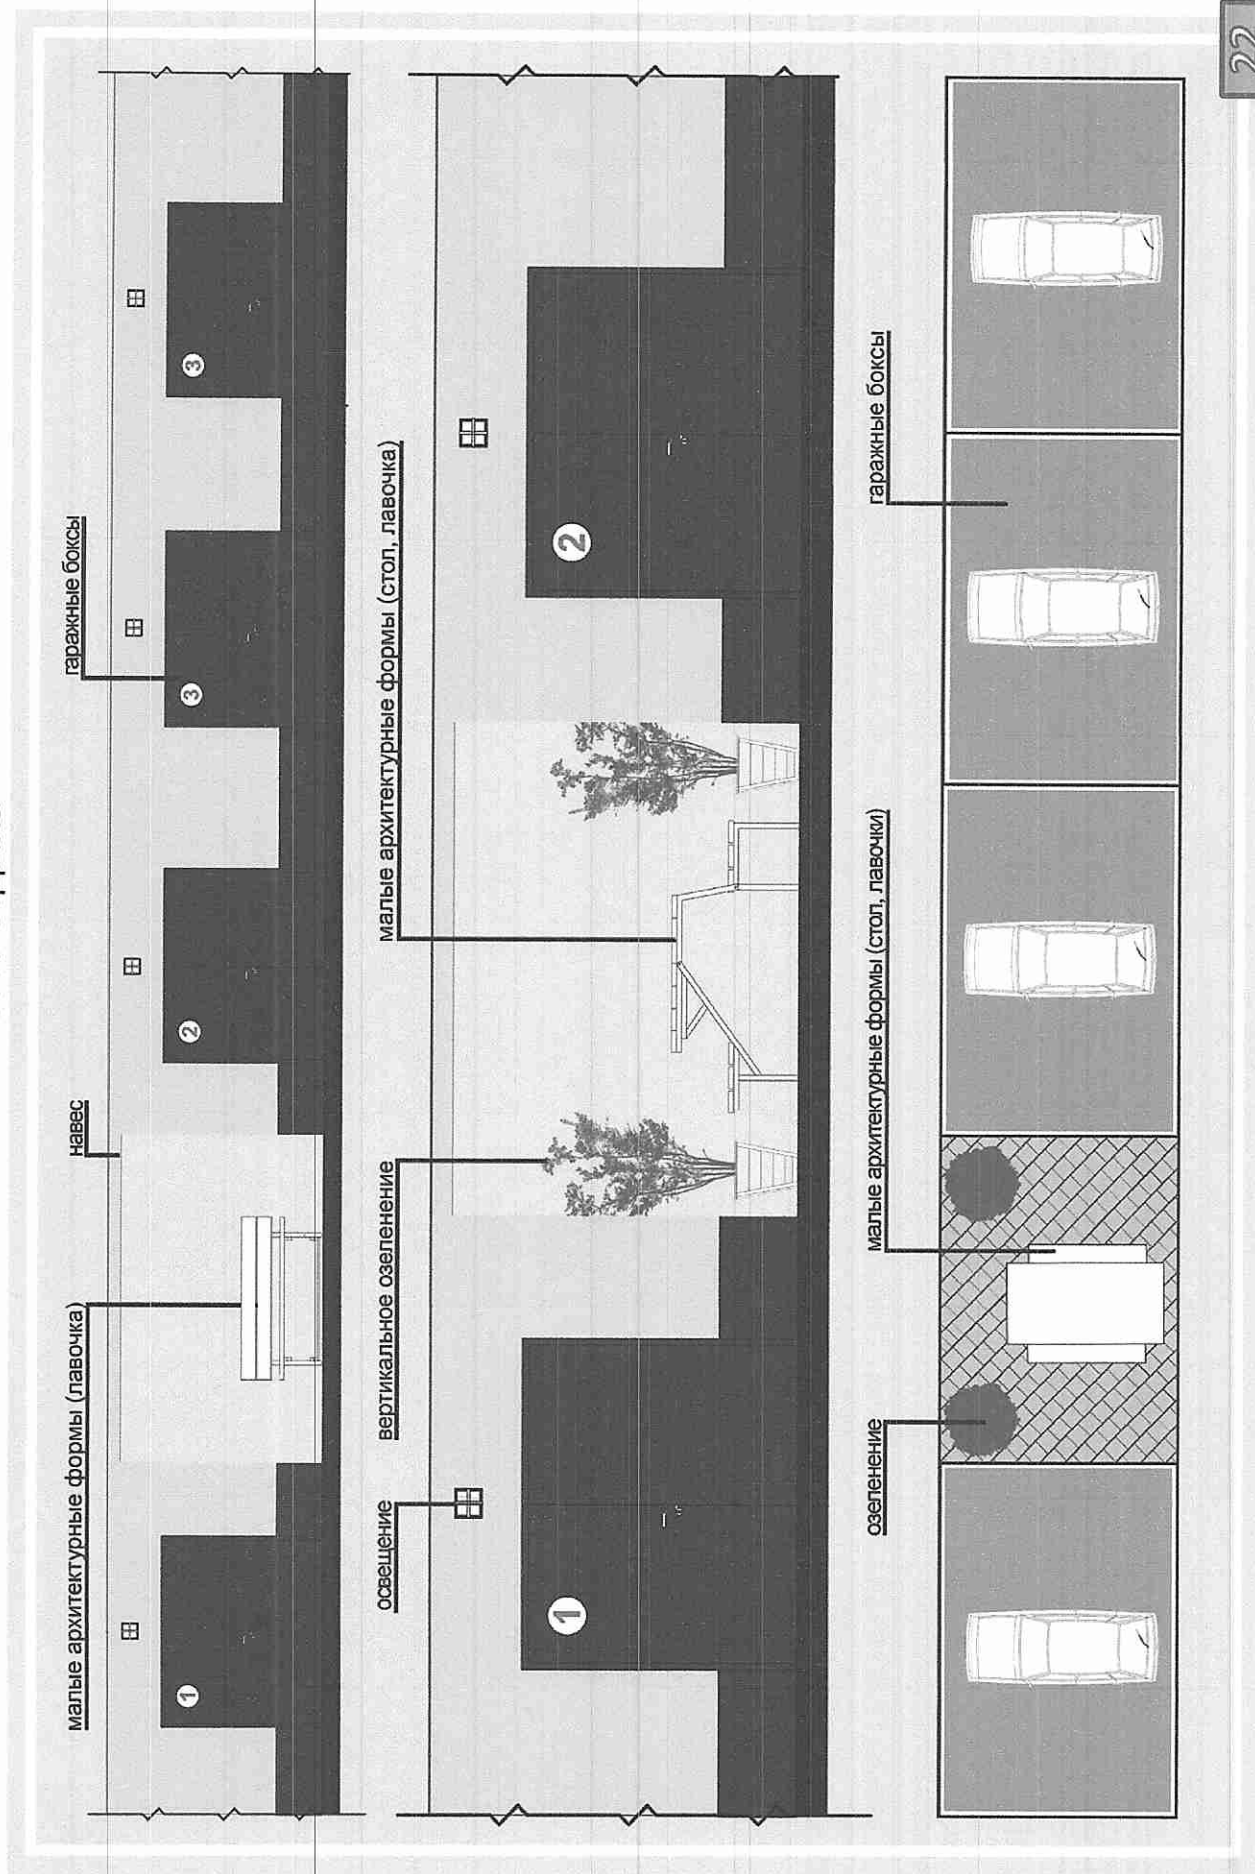 малые архитектурные формы (лавочка)
навес
гаражные боксы
1
2
3
3
освещение
вертикальное озеленение
малые архитектурные формы (стол, лавочка)
1
2
озеленение
малые архитектурные формы (стол, лавочки)
гаражные боксы
22